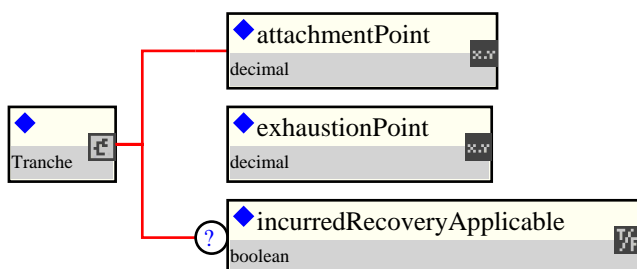 attachmentPoint
x.Y
decimal
exhaustionPoint
x.Y
decimal
Tranche
?
incurredRecoveryApplicable
T/F
boolean